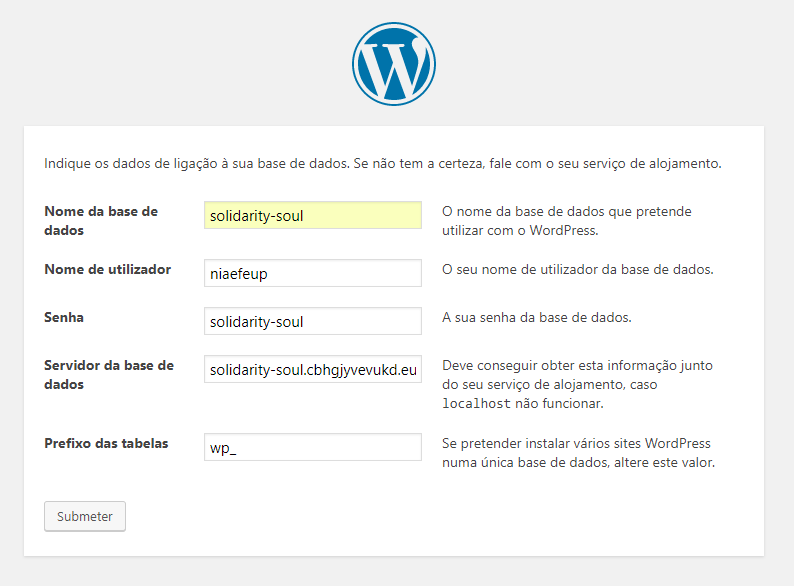 Indique os dados de ligação à sua base de dados. Se não tem a certeza, fale com o seu serviço de alojamento.
Nome da base de
dados
solidarity-soul
O nome da base de dados que pretende
utilizar com o WordPress.
Nome de utilizador
niaefeup
O seu nome de utilizador da base de dados.
Senha
solidarity-soul
A sua senha da base de dados.
Servidor da base de
dados
solidarity-soul.cbhgjyvevukd.eu
Deve conseguir obter esta informação junto
do seu serviço de alojamento, caso
localhost não funcionar.
Prefixo das tabelas
wp_
Se pretender instalar vários sites WordPress
numa única base de dados, altere este valor.
Submeter